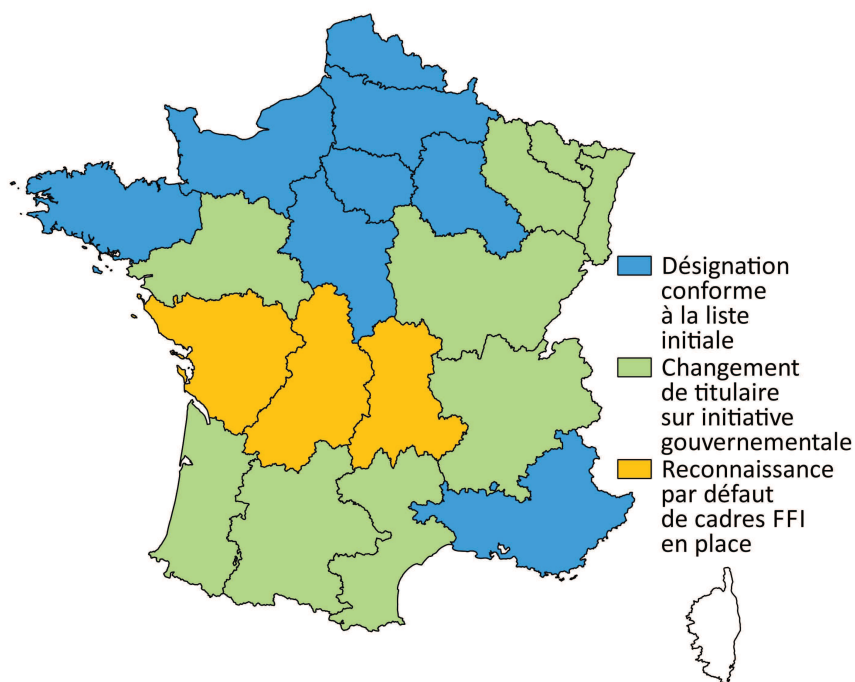 Désignation
conforme
à la liste
initiale
Changement
de titulaire
sur initiative
gouvernementale
Reconnaissance
par défaut
de cadres FFI
en place